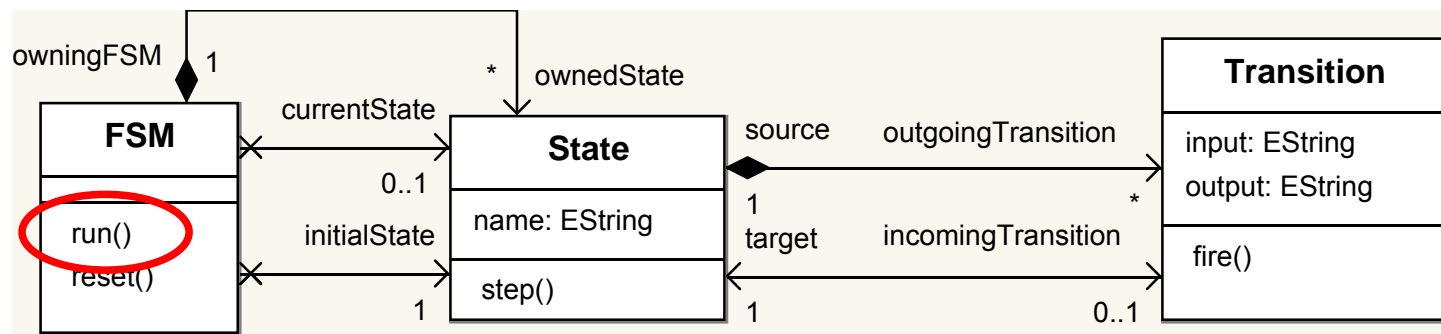 owningFSM
1
*
ownedState
FSM
run()
reset()
currentState
0..1
initialState
1
State
name: EString
step()
source
1
outgoingTransition
*
target
1
incomingTransition
0..1
Transition
input: EString
output: EString
fire()